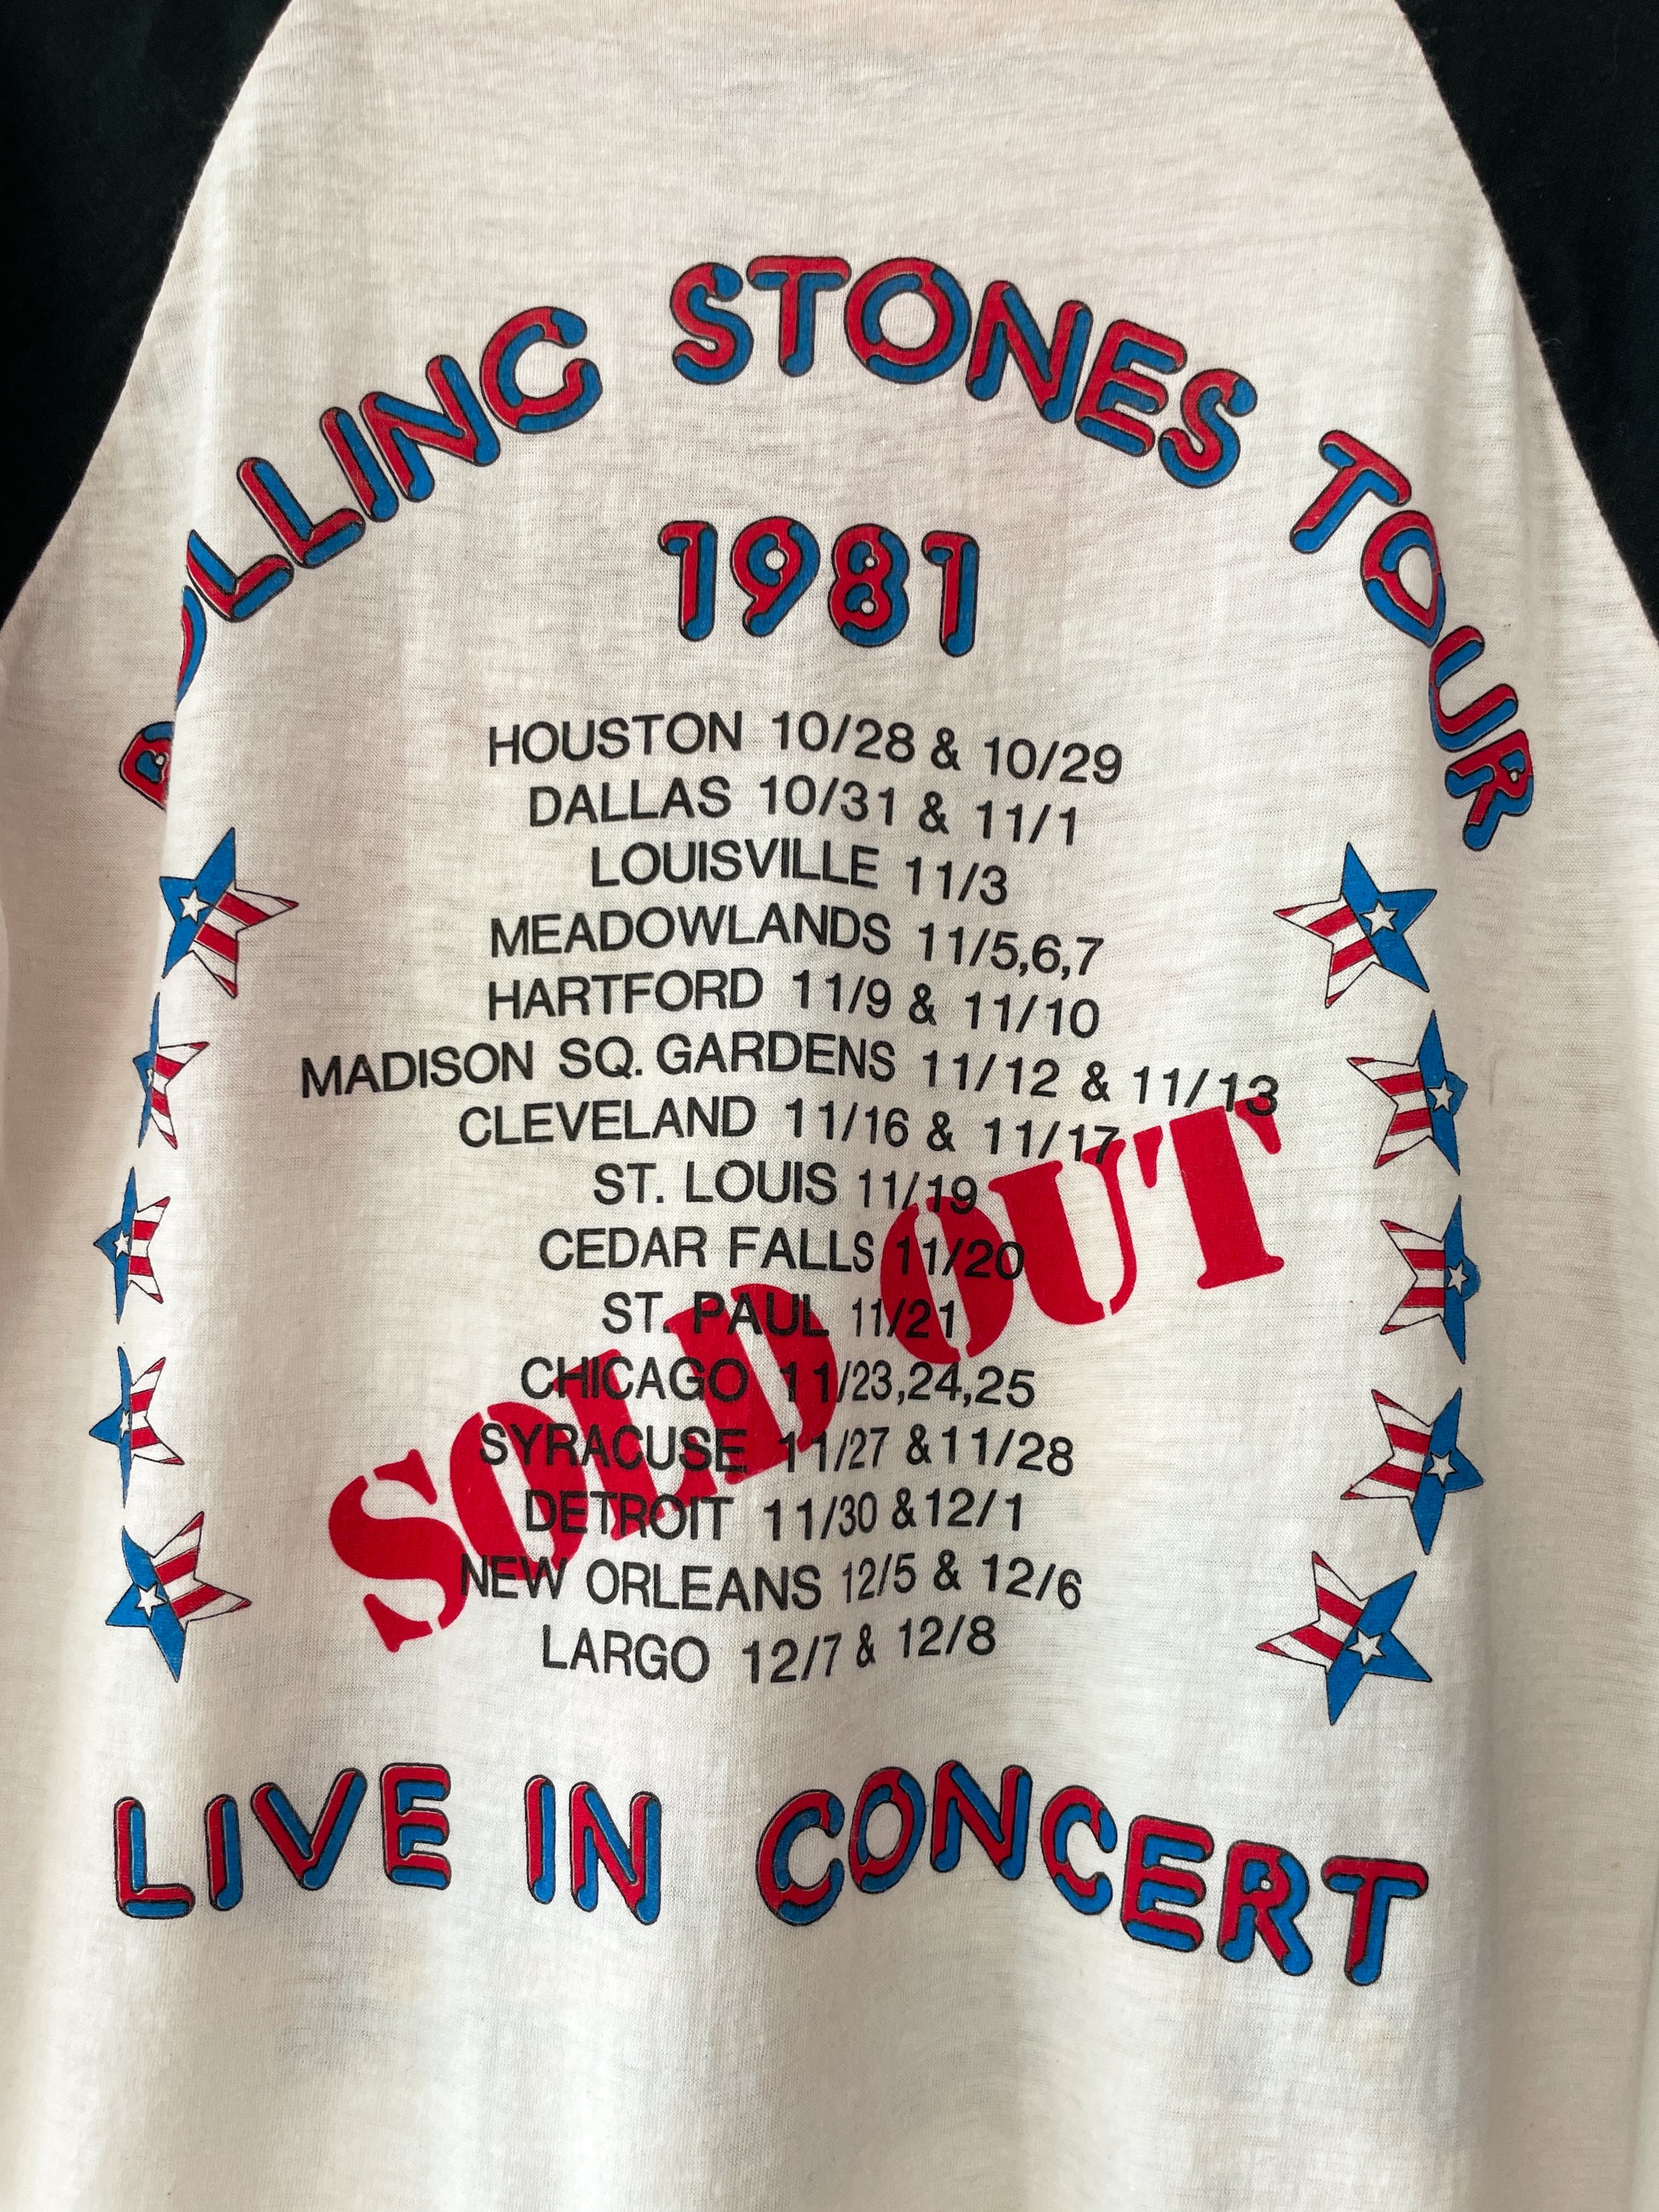 ROLLING STONES TOUR
1981
HOUSTON 10/28 & 10/29
DALLAS 10/31 & 11/1
LOUISVILLE 11/3
MEADOWLANDS 11/5,6,7
HARTFORD 11/9 & 11/10
MADISON SQ. GARDENS 11/12 & 11/13
CLEVELAND 11/16 & 11/17
ST. LOUIS 11/19
CEDAR FALLS 11/20
ST. PAUL 11/21
CHICAGO 11/23,24,25
SYRACUSE 11/27 &11/28
DETROIT 11/30 &12/1
NEW ORLEANS 12/5 & 12/6
LARGO 12/7 & 12/8
SOLD OUT
LIVE IN CONCERT